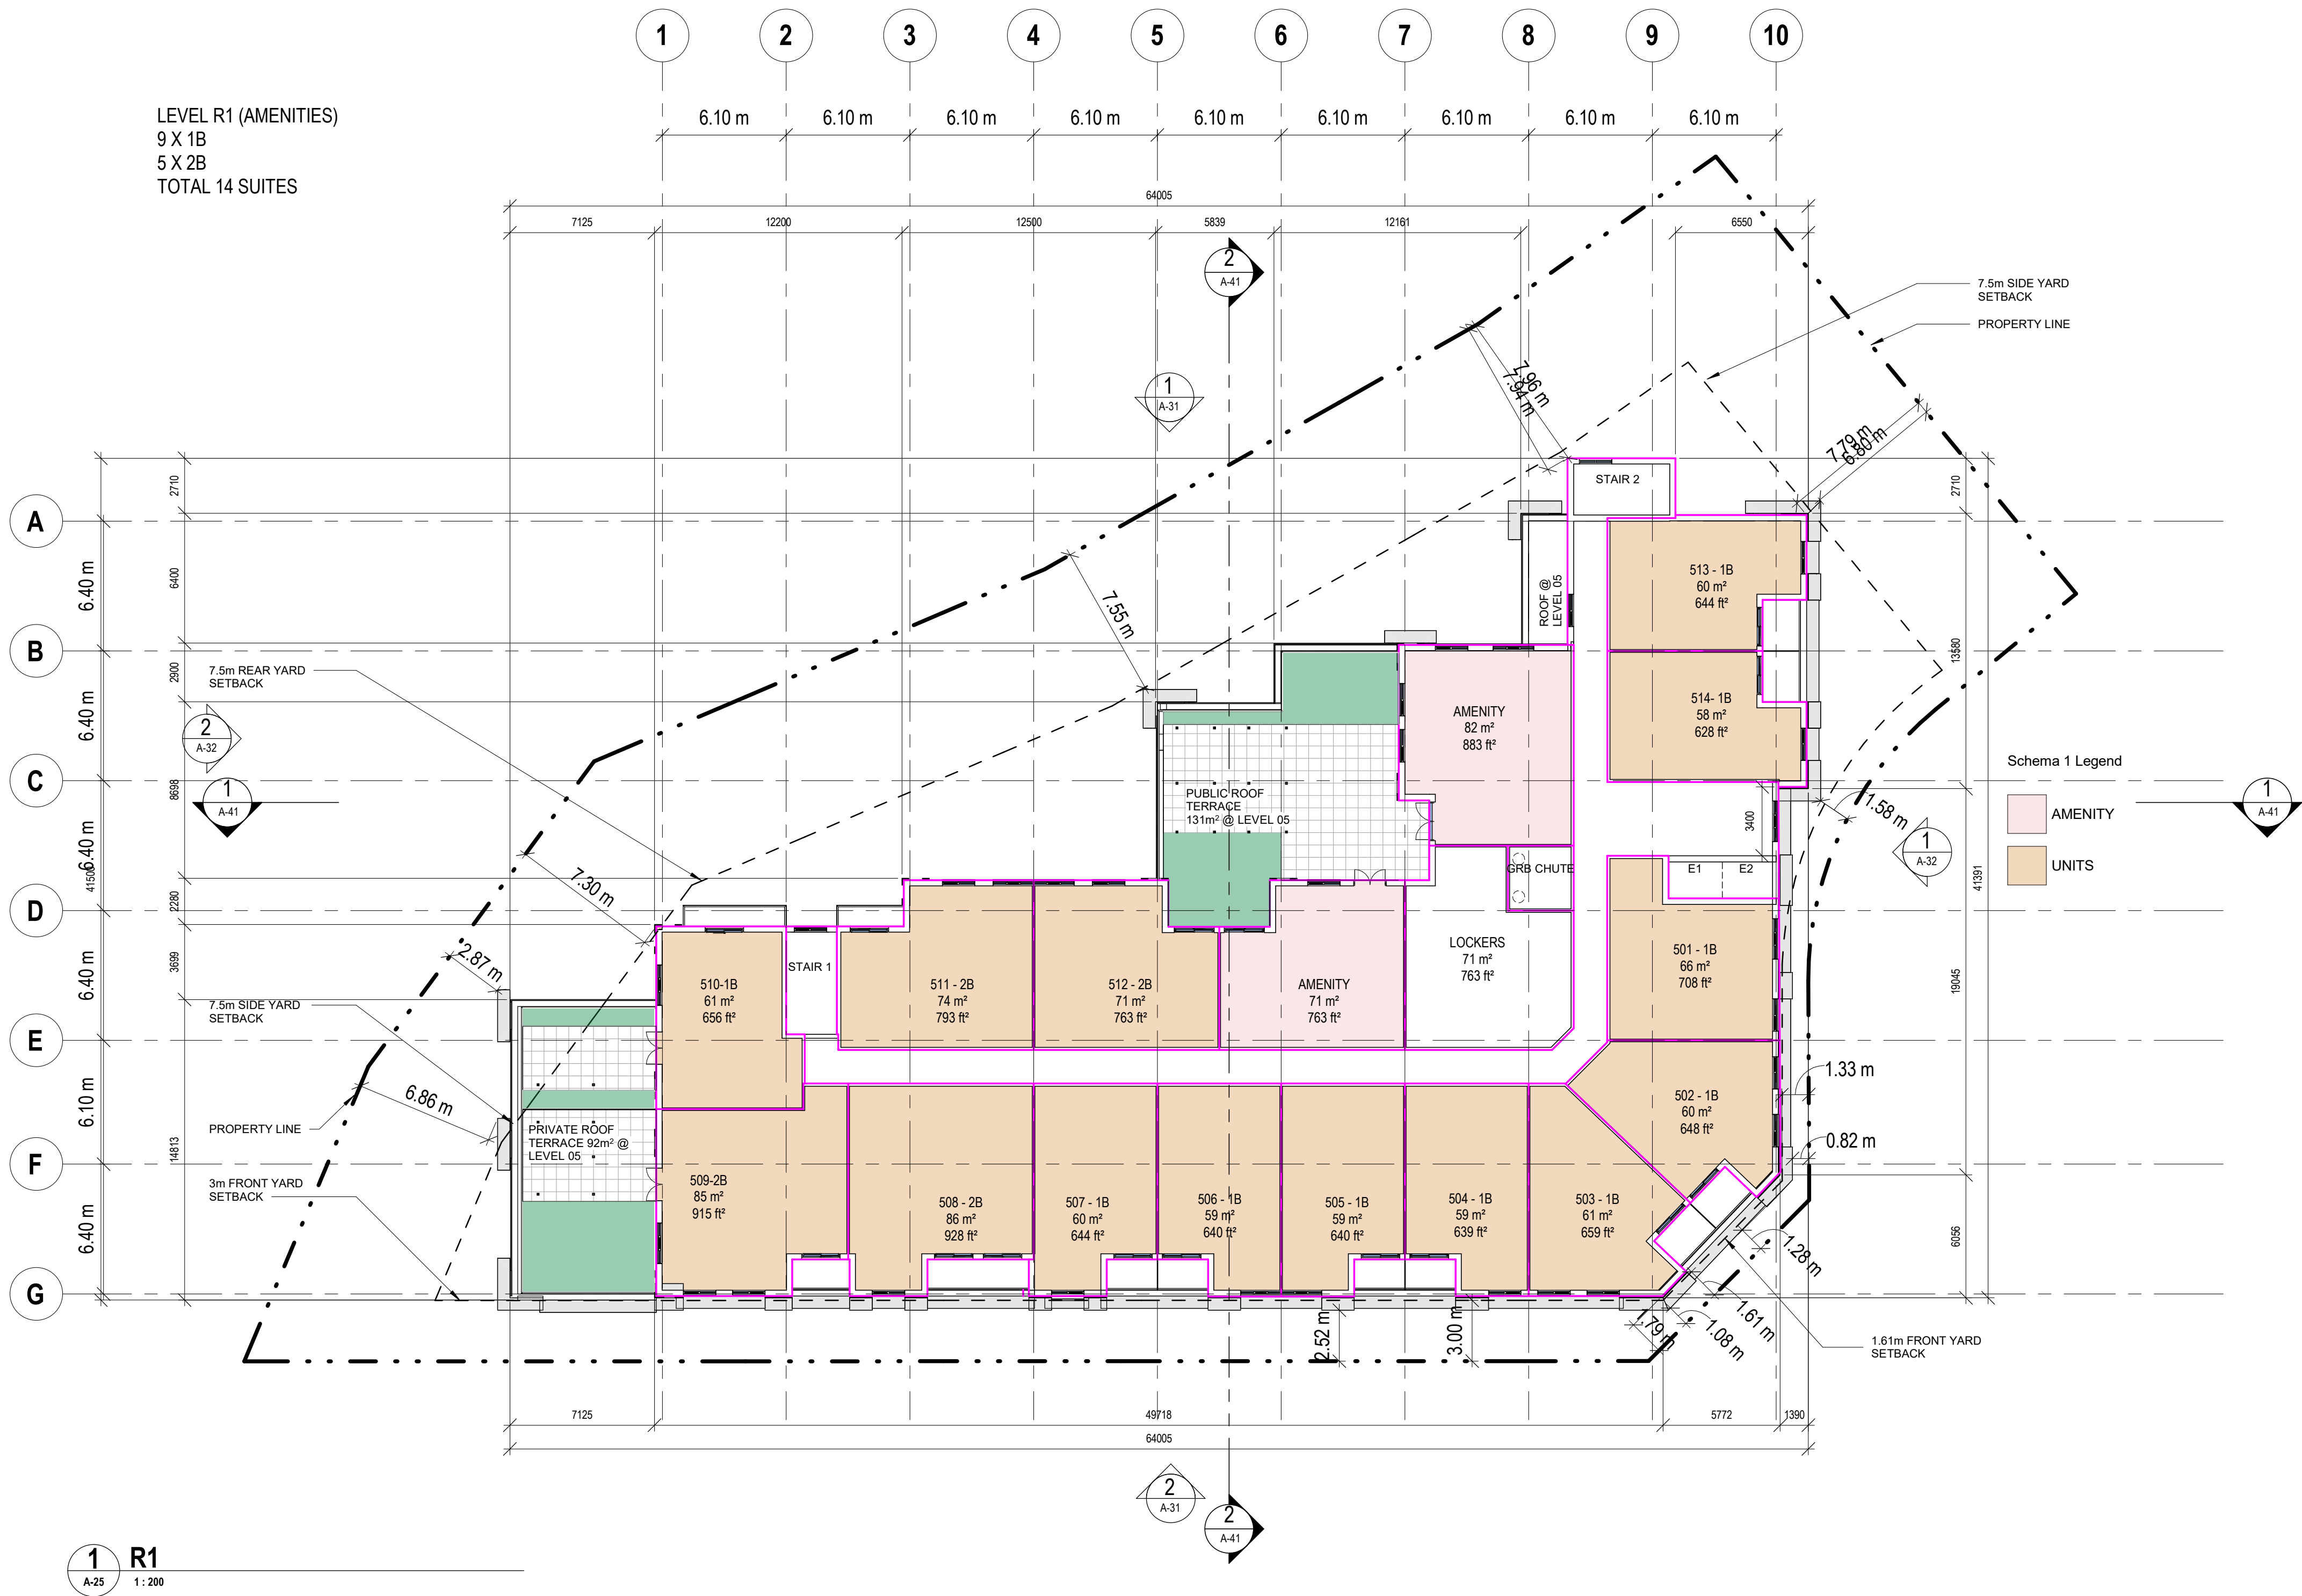 1 2 3 4 5 6 7 8 9 10
6.10 m 6.10 m 6.10 m 6.10 m 6.10 m 6.10 m 6.10 m 6.10 m 6.10 m
LEVEL R1 (AMENITIES)
9 X 1B
5 X 2B
TOTAL 14 SUITES
64005
7125 12200 12500 5839 12161 6550
2
A-41
7.5m SIDE YARD
SETBACK
PROPERTY LINE
1
A-31
7.96 m
7.94 m
7.79 m
6.80 m
A
B
C
D
E
F
G
6.40 m
6.40 m
6.40 m
6.40 m
6.10 m
6.40 m
41506
2710
6400
2900
8698
2280
3699
14813
7.55 m
7.30 m
2.87 m
6.86 m
7.5m REAR YARD
SETBACK
2
A-32
1
A-41
7.5m SIDE YARD
SETBACK
PROPERTY LINE
3m FRONT YARD
SETBACK
STAIR 2
ROOF @
LEVEL 05
513 - 1B
60 m²
644 ft²
514- 1B
58 m²
628 ft²
AMENITY
82 m²
883 ft²
PUBLIC ROOF
TERRACE
131m² @ LEVEL 05
GRB CHUTE
E1 E2
3400
LOCKERS
71 m²
763 ft²
501 - 1B
66 m²
708 ft²
STAIR 1
510-1B
61 m²
656 ft²
511 - 2B
74 m²
793 ft²
512 - 2B
71 m²
763 ft²
AMENITY
71 m²
763 ft²
502 - 1B
60 m²
648 ft²
PRIVATE ROOF
TERRACE 92m² @
LEVEL 05
509-2B
85 m²
915 ft²
508 - 2B
86 m²
928 ft²
507 - 1B
60 m²
644 ft²
506 - 1B
59 m²
640 ft²
505 - 1B
59 m²
640 ft²
504 - 1B
59 m²
639 ft²
503 - 1B
61 m²
659 ft²
2710
13580
19045
6056
41391
Schema 1 Legend
AMENITY
UNITS
1
A-41
1
A-32
1.58 m
1.33 m
0.82 m
1.28 m
1.61 m
1.08 m
1.79 m
2.52 m
3.00 m
1.61m FRONT YARD
SETBACK
7125 49718 5772 1390
64005
2
A-31
2
A-41
1
A-25
R1
1 : 200